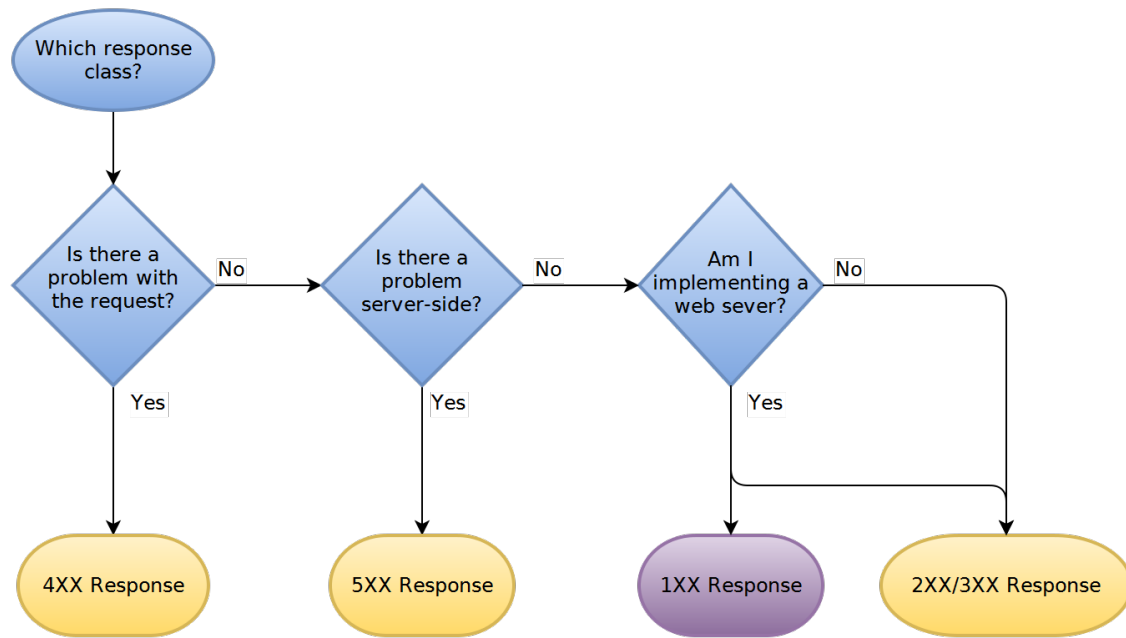 Which response
class?
Is there a
problem with
the request?
No
Is there a
problem
server-side?
No
Am I
implementing a
web sever?
No
Yes
Yes
Yes
4XX Response
5XX Response
1XX Response
2XX/3XX Response